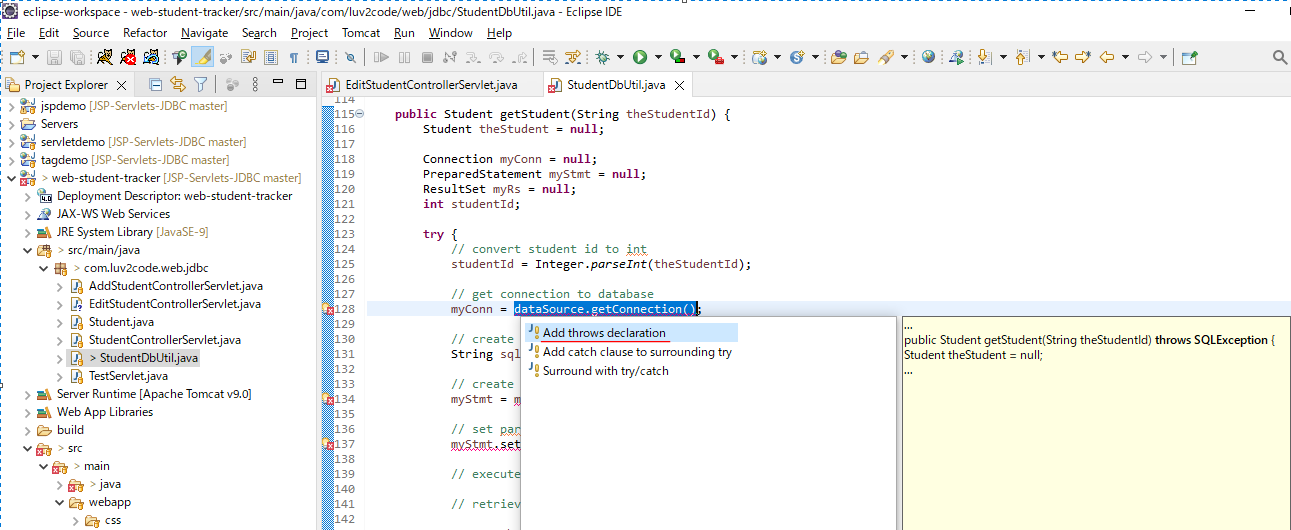 eclipse-workspace - web-student-tracker/src/main/java/com/luv2code/web/jdbc/StudentDbUtil.java - Eclipse IDE
File Edit Source Refactor Navigate Search Project Tomcat Run Window Help
Project Explorer
jspdemo [JSP-Servlets-JDBC master]
Servers
servletdemo [JSP-Servlets-JDBC master]
tagdemo [JSP-Servlets-JDBC master]
> web-student-tracker [JSP-Servlets-JDBC master]
Deployment Descriptor: web-student-tracker
JAX-WS Web Services
JRE System Library [JavaSE-9]
> src/main/java
> com.luv2code.web.jdbc
AddStudentControllerServlet.java
EditStudentControllerServlet.java
Student.java
StudentControllerServlet.java
> StudentDbUtil.java
TestServlet.java
Server Runtime [Apache Tomcat v9.0]
Web App Libraries
build
> src
> main
> java
webapp
css
EditStudentControllerServlet.java StudentDbUtil.java
114
115 public Student getStudent(String theStudentId) {
116 Student theStudent = null;
117
118 Connection myConn = null;
119 PreparedStatement myStmt = null;
120 ResultSet myRs = null;
121 int studentId;
122
123 try {
124 // convert student id to int
125 studentId = Integer.parseInt(theStudentId);
126
127 // get connection to database
128 myConn = dataSource.getConnection();
129
130 // create
131 String sql
132
133 // create
134 myStmt = m
135
136 // set par
137 myStmt.set
138
139 // execute
140
141 // retriev
142
Add throws declaration
Add catch clause to surrounding try
Surround with try/catch
...
public Student getStudent(String theStudentId) throws SQLException {
Student theStudent = null;
...